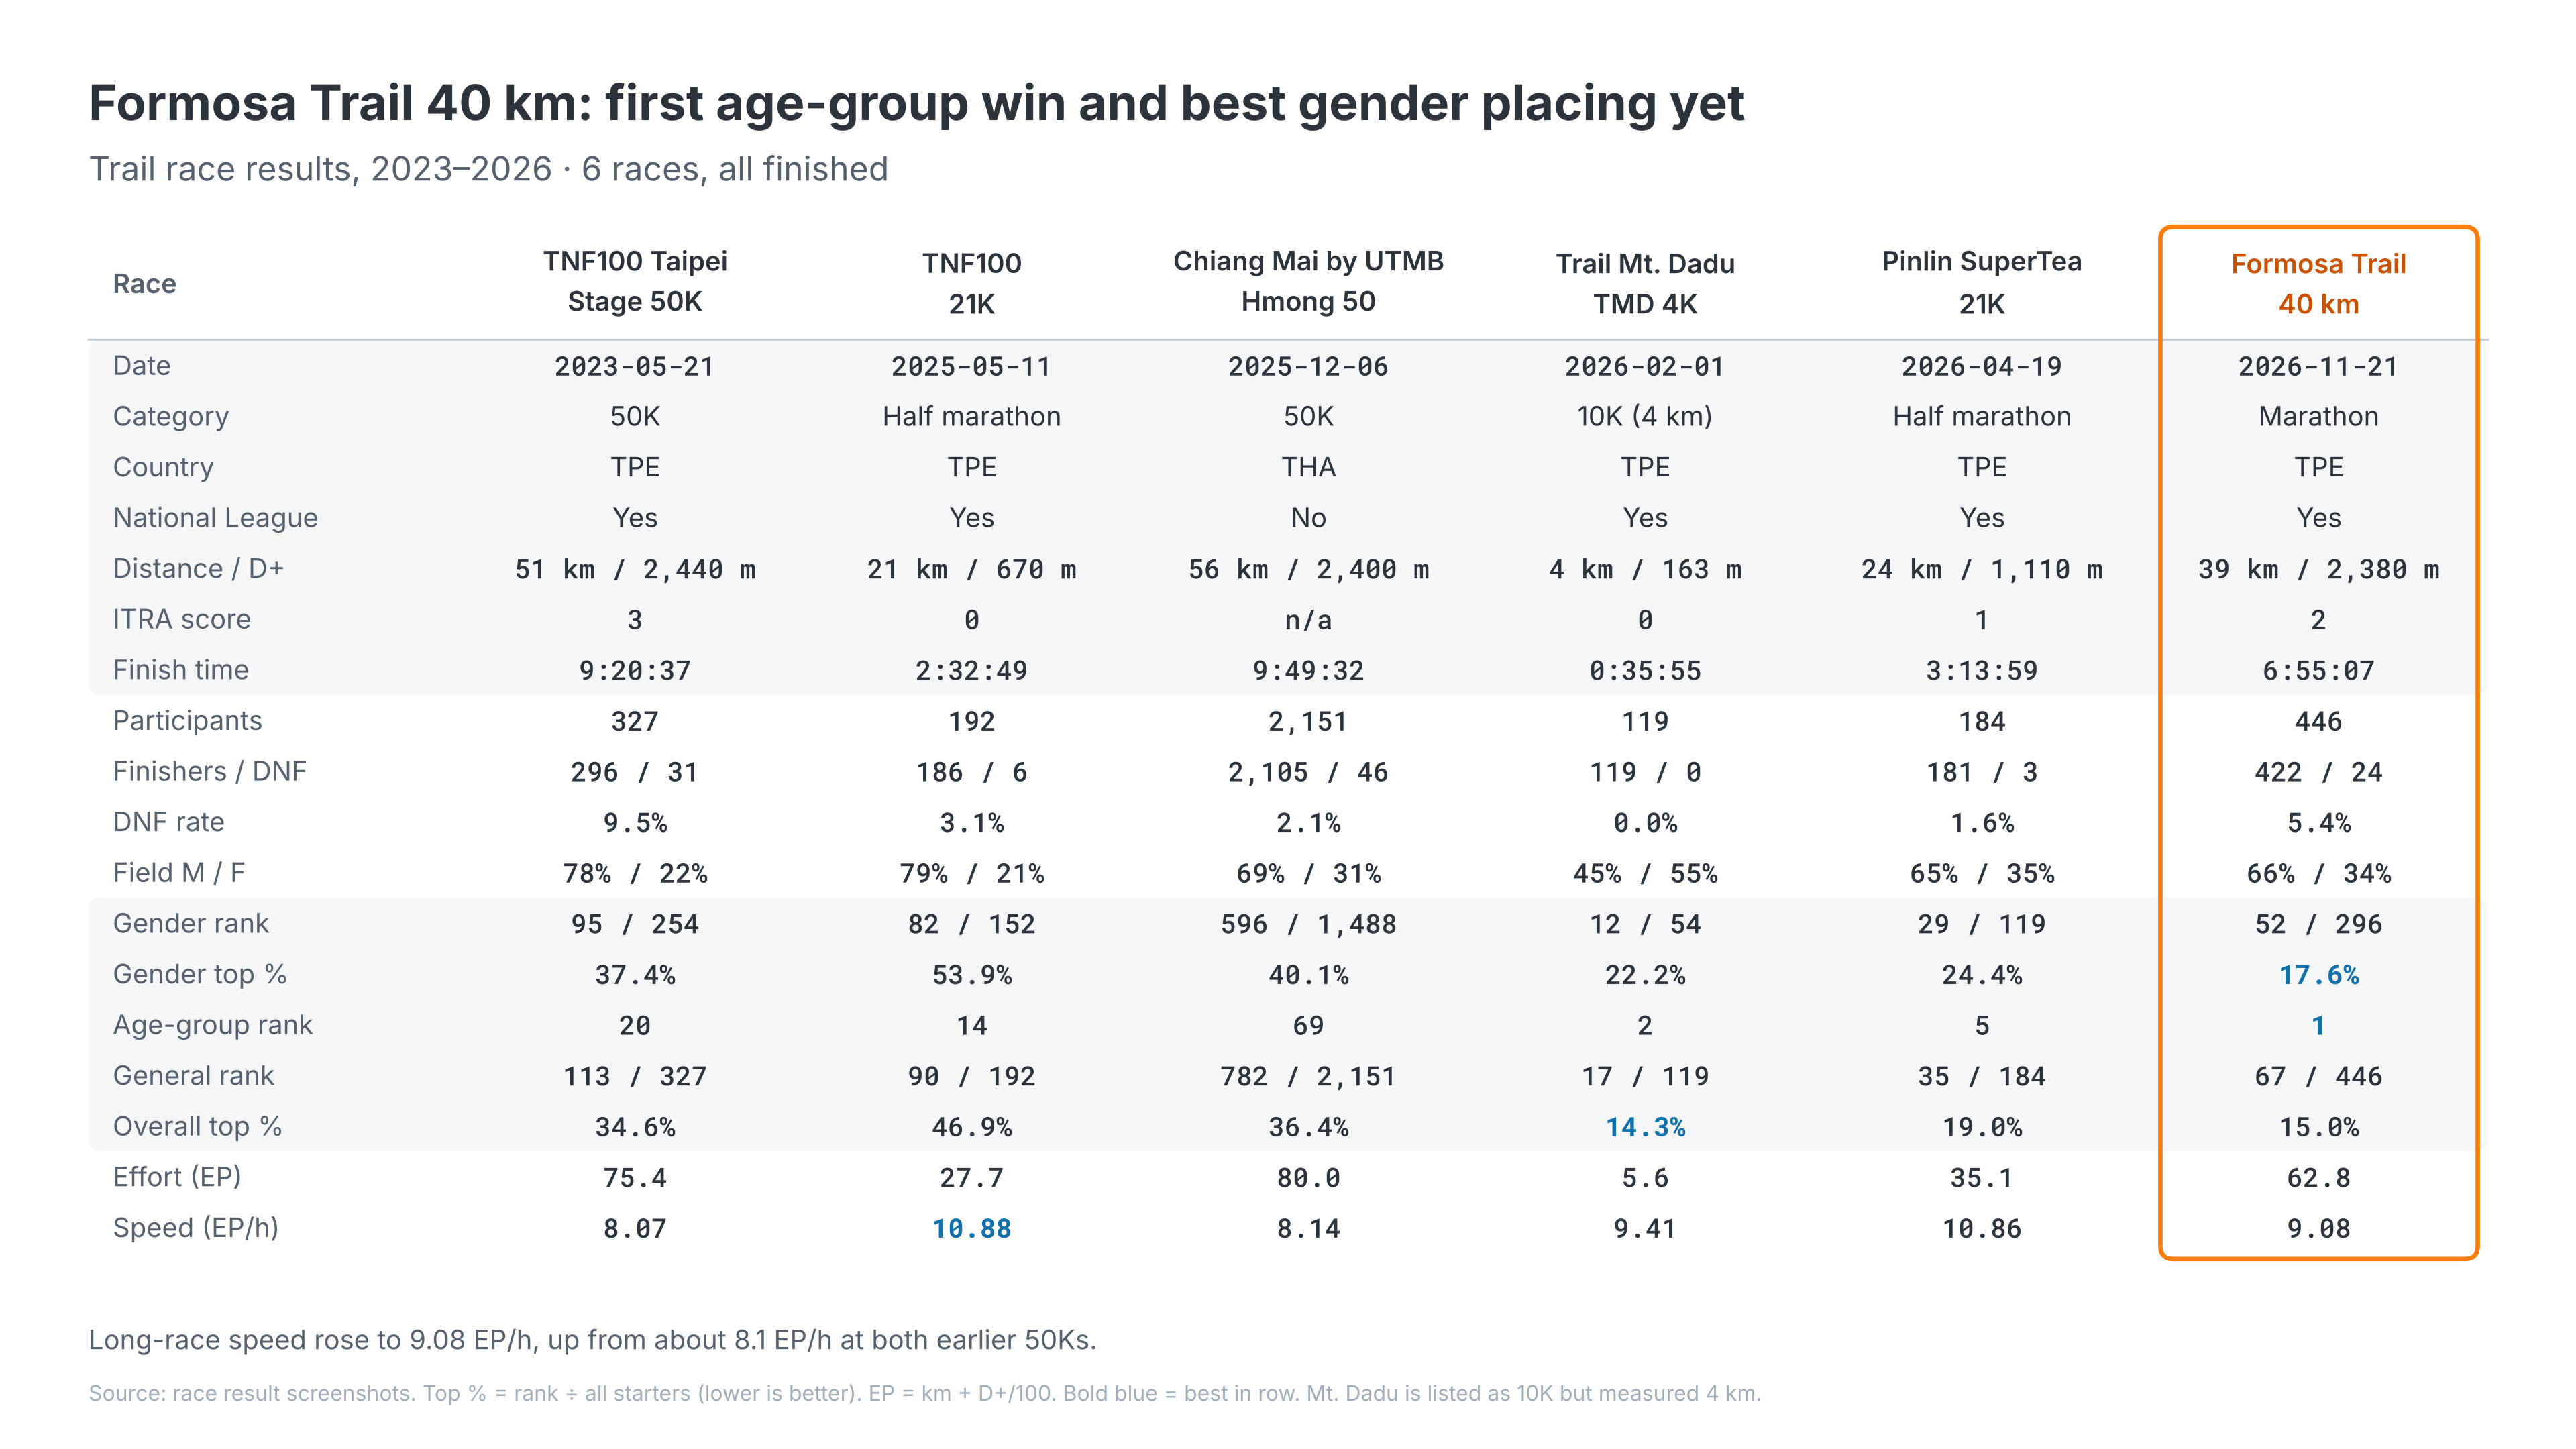 Formosa Trail 40 km: first age-group win and best gender placing yet
Trail race results, 2023–2026 · 6 races, all finished
Race TNF100 Taipei Stage 50K TNF100 21K Chiang Mai by UTMB Hmong 50 Trail Mt. Dadu TMD 4K Pinlin SuperTea 21K Formosa Trail 40 km
Date 2023-05-21 2025-05-11 2025-12-06 2026-02-01 2026-04-19 2026-11-21
Category 50K Half marathon 50K 10K (4 km) Half marathon Marathon
Country TPE TPE THA TPE TPE TPE
National League Yes Yes No Yes Yes Yes
Distance / D+ 51 km / 2,440 m 21 km / 670 m 56 km / 2,400 m 4 km / 163 m 24 km / 1,110 m 39 km / 2,380 m
ITRA score 3 0 n/a 0 1 2
Finish time 9:20:37 2:32:49 9:49:32 0:35:55 3:13:59 6:55:07
Participants 327 192 2,151 119 184 446
Finishers / DNF 296 / 31 186 / 6 2,105 / 46 119 / 0 181 / 3 422 / 24
DNF rate 9.5% 3.1% 2.1% 0.0% 1.6% 5.4%
Field M / F 78% / 22% 79% / 21% 69% / 31% 45% / 55% 65% / 35% 66% / 34%
Gender rank 95 / 254 82 / 152 596 / 1,488 12 / 54 29 / 119 52 / 296
Gender top % 37.4% 53.9% 40.1% 22.2% 24.4% 17.6%
Age-group rank 20 14 69 2 5 1
General rank 113 / 327 90 / 192 782 / 2,151 17 / 119 35 / 184 67 / 446
Overall top % 34.6% 46.9% 36.4% 14.3% 19.0% 15.0%
Effort (EP) 75.4 27.7 80.0 5.6 35.1 62.8
Speed (EP/h) 8.07 10.88 8.14 9.41 10.86 9.08
Long-race speed rose to 9.08 EP/h, up from about 8.1 EP/h at both earlier 50Ks.
Source: race result screenshots. Top % = rank ÷ all starters (lower is better). EP = km + D+/100. Bold blue = best in row. Mt. Dadu is listed as 10K but measured 4 km.